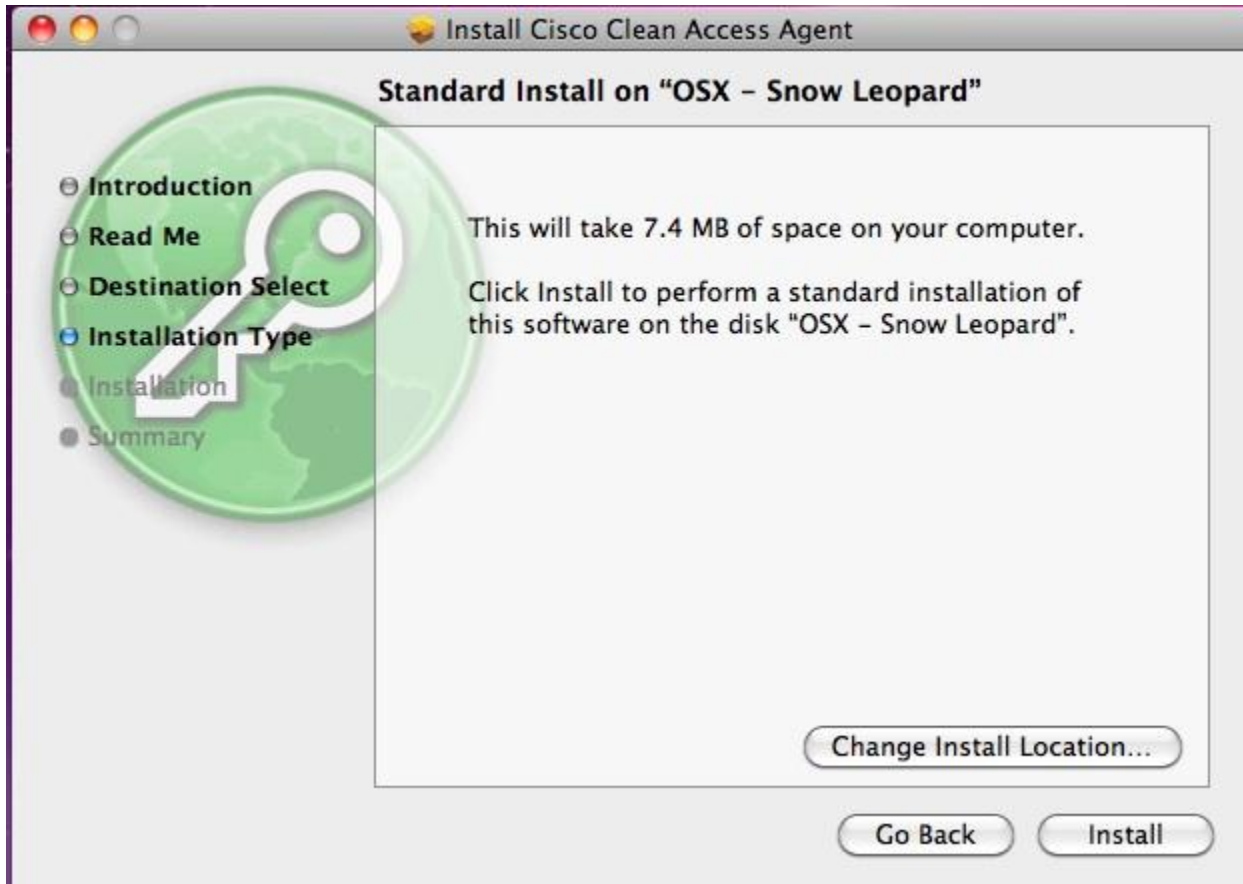 Install Cisco Clean Access Agent
Standard Install on “OSX – Snow Leopard”
Introduction
Read Me
Destination Select
Installation Type
Installation
Summary
This will take 7.4 MB of space on your computer.
Click Install to perform a standard installation of
this software on the disk “OSX – Snow Leopard”.
Change Install Location...
Go Back
Install